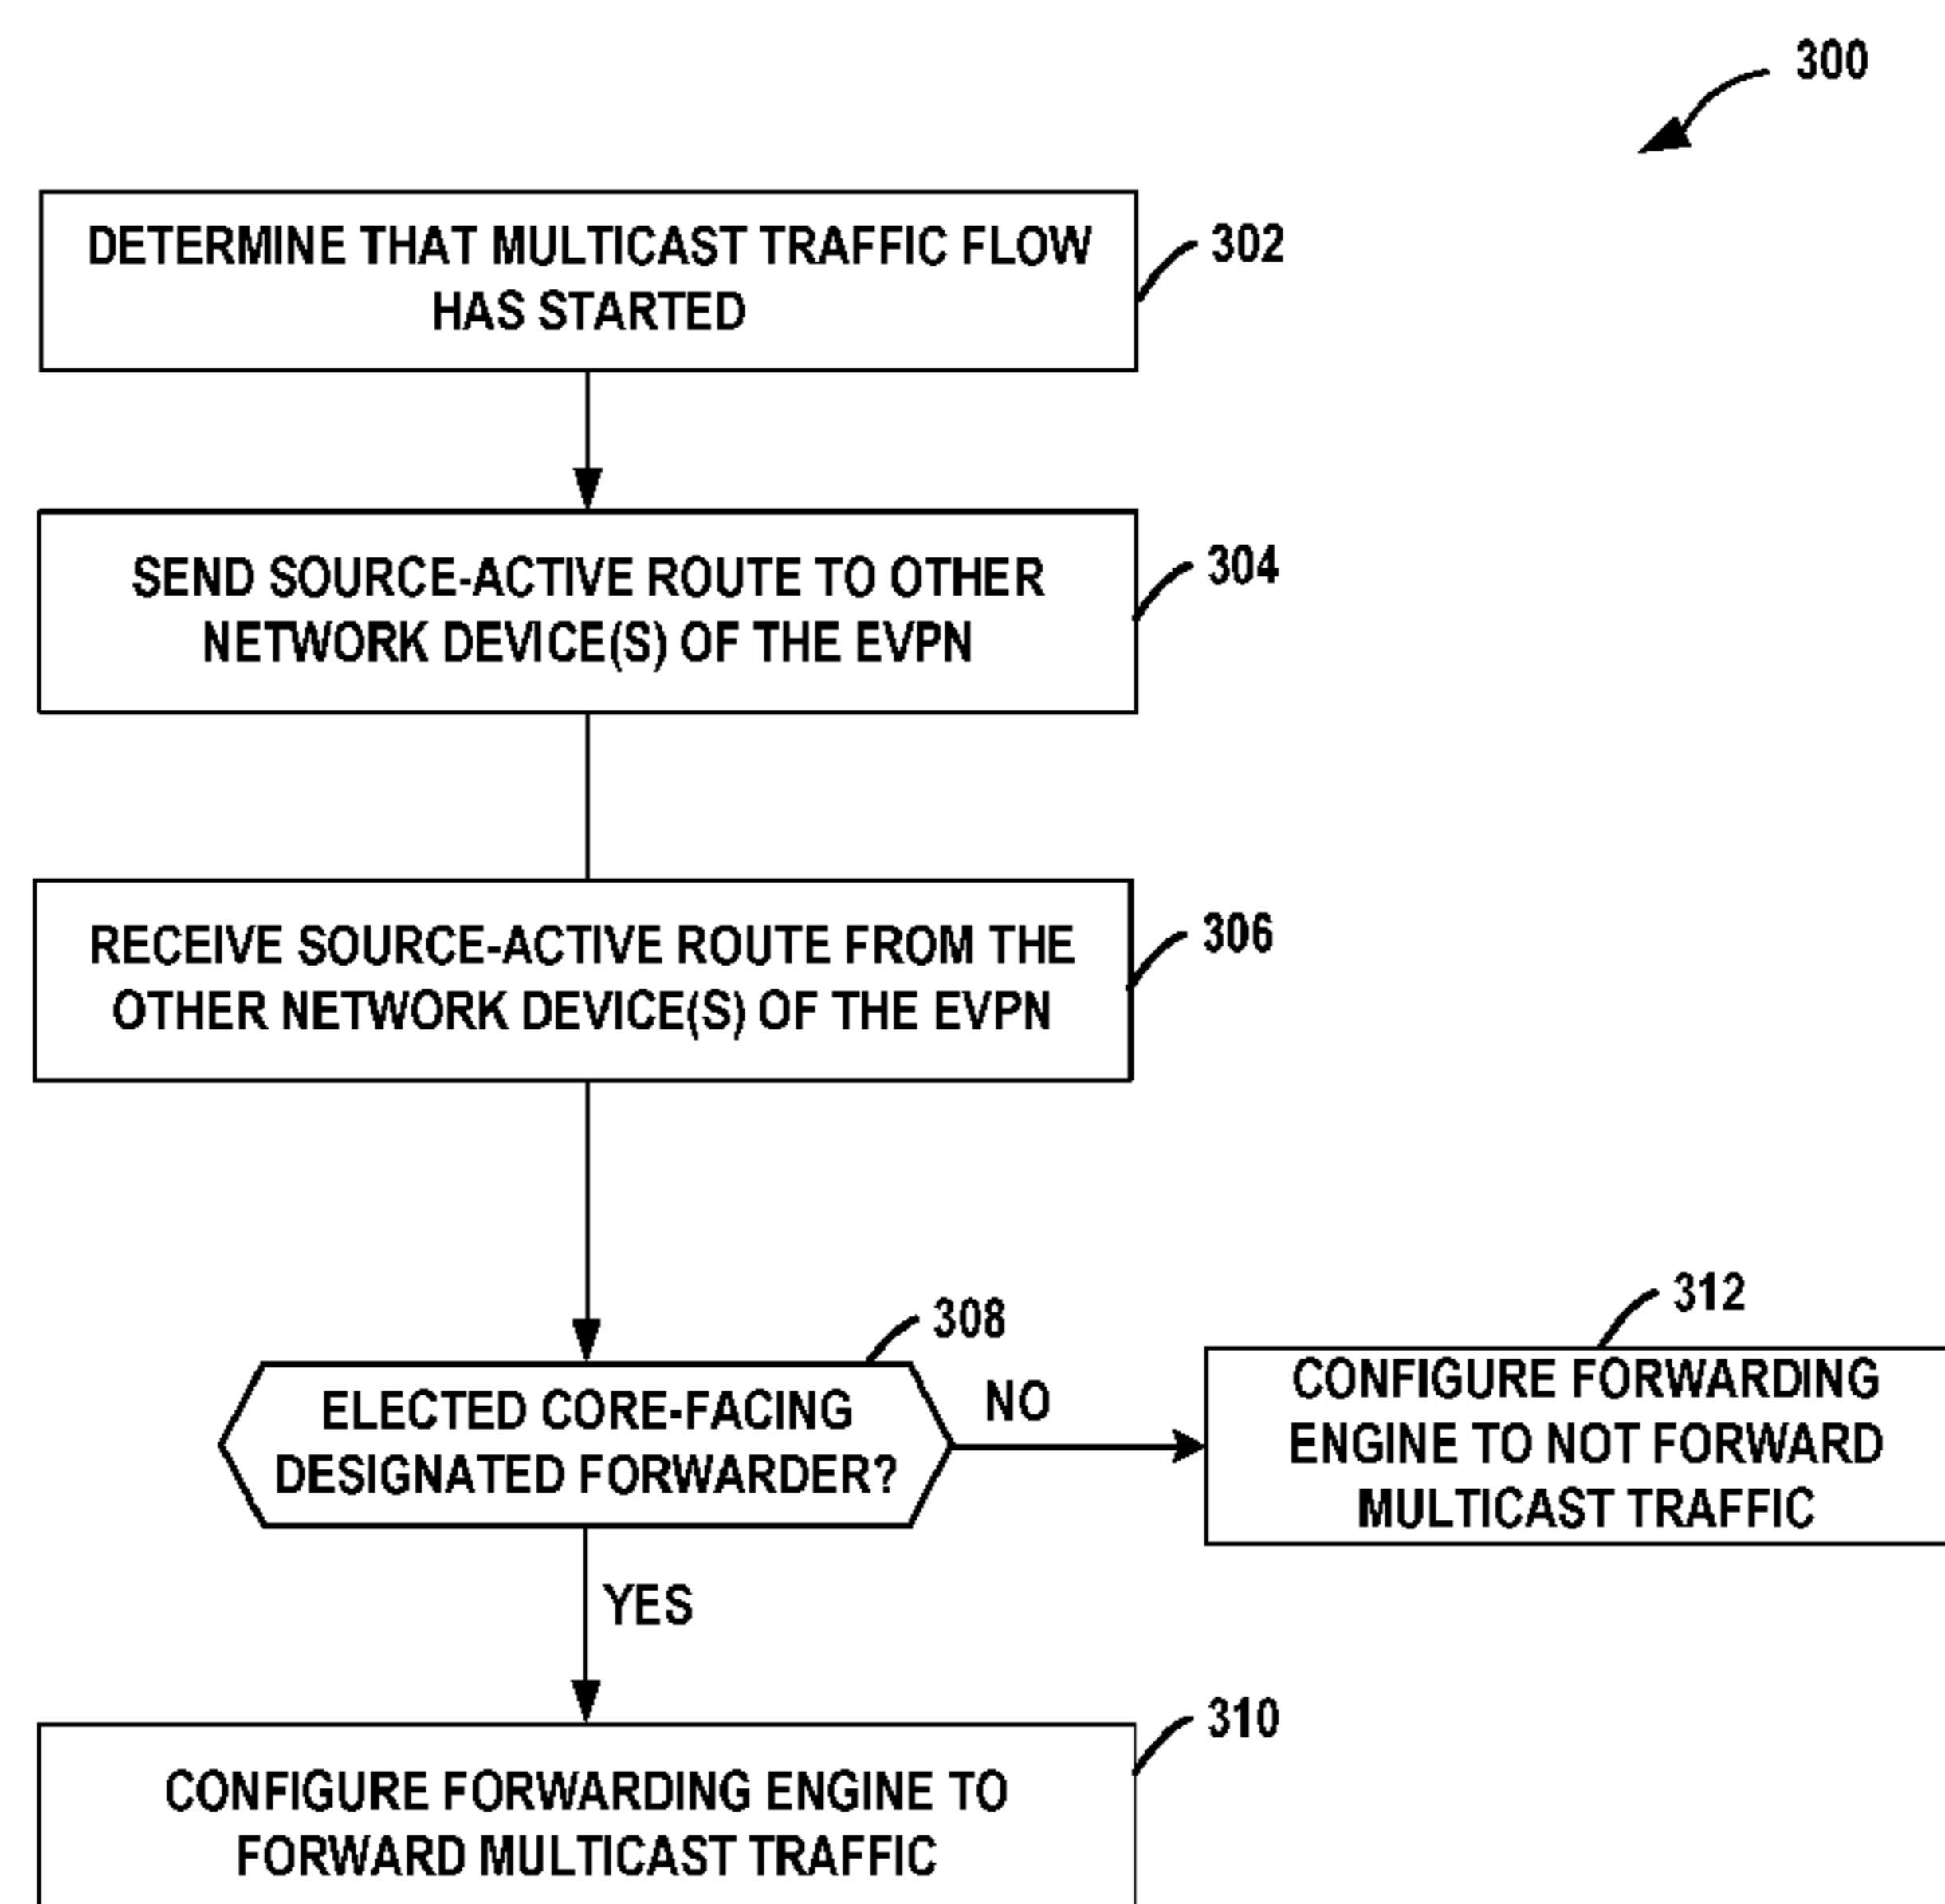 300
DETERMINE THAT MULTICAST TRAFFIC FLOW
HAS STARTED
302
SEND SOURCE-ACTIVE ROUTE TO OTHER
NETWORK DEVICE(S) OF THE EVPN
304
RECEIVE SOURCE-ACTIVE ROUTE FROM THE
OTHER NETWORK DEVICE(S) OF THE EVPN
306
308
ELECTED CORE-FACING
DESIGNATED FORWARDER?
NO
312
CONFIGURE FORWARDING
ENGINE TO NOT FORWARD
MULTICAST TRAFFIC
YES
310
CONFIGURE FORWARDING ENGINE TO
FORWARD MULTICAST TRAFFIC